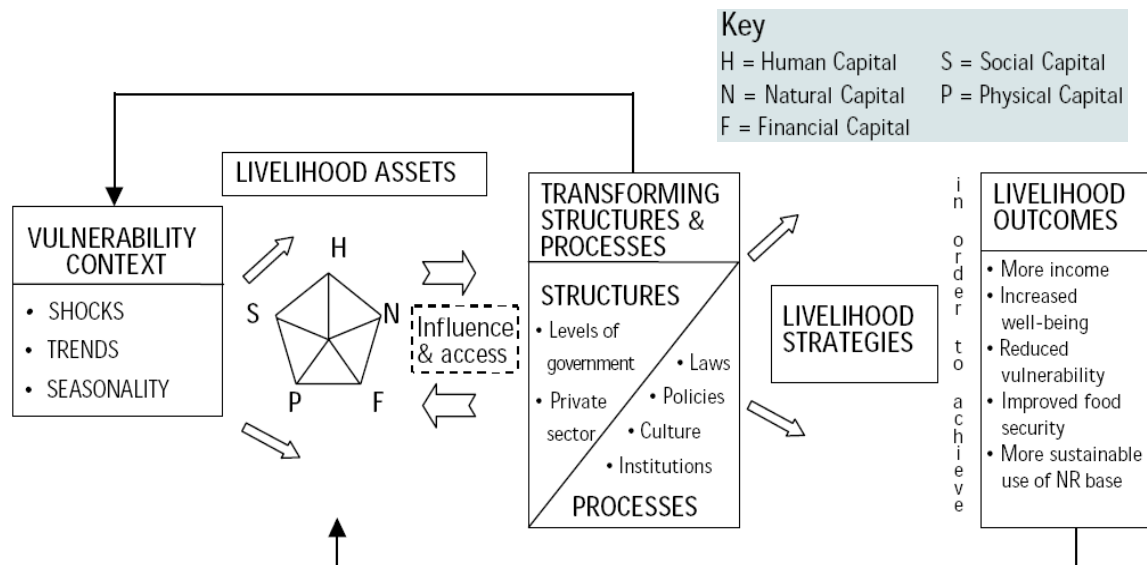 Key
H = Human Capital S = Social Capital
N = Natural Capital P = Physical Capital
F = Financial Capital
LIVELIHOOD ASSETS
VULNERABILITY
CONTEXT
• SHOCKS
• TRENDS
• SEASONALITY
H
S
N
P
F
Influence
& access
TRANSFORMING
STRUCTURES &
PROCESSES
STRUCTURES
• Levels of
government
• Private
sector
• Laws
• Policies
• Culture
• Institutions
PROCESSES
LIVELIHOOD
STRATEGIES
in order to achieve
LIVELIHOOD
OUTCOMES
• More income
• Increased
well-being
• Reduced
vulnerability
• Improved food
security
• More sustainable
use of NR base